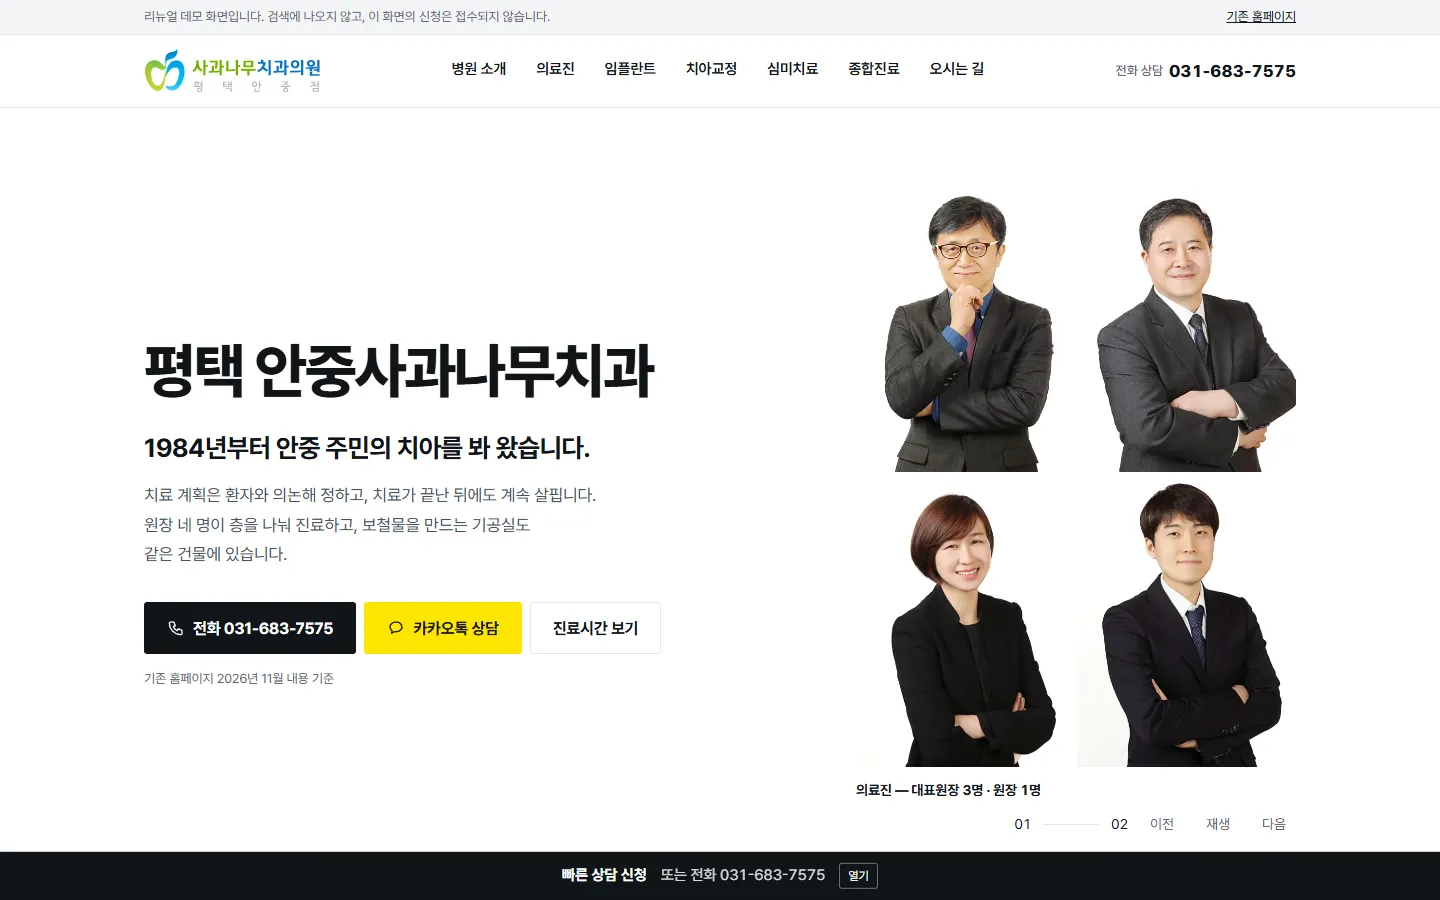 리뉴얼 데모 화면입니다. 검색에 나오지 않고, 이 화면의 신청은 접수되지 않습니다.
기존 홈페이지
사과나무치과의원
평 택 안 중 점
병원 소개
의료진
임플란트
치아교정
심미치료
종합진료
오시는 길
전화 상담 031-683-7575
평택 안중사과나무치과
1984년부터 안중 주민의 치아를 봐 왔습니다.
치료 계획은 환자와 의논해 정하고, 치료가 끝난 뒤에도 계속 살핍니다.
원장 네 명이 층을 나눠 진료하고, 보철물을 만드는 기공실도
같은 건물에 있습니다.
전화 031-683-7575
카카오톡 상담
진료시간 보기
기존 홈페이지 2026년 11월 내용 기준
의료진 — 대표원장 3명 · 원장 1명
01
02
이전
재생
다음
빠른 상담 신청
또는 전화 031-683-7575
열기